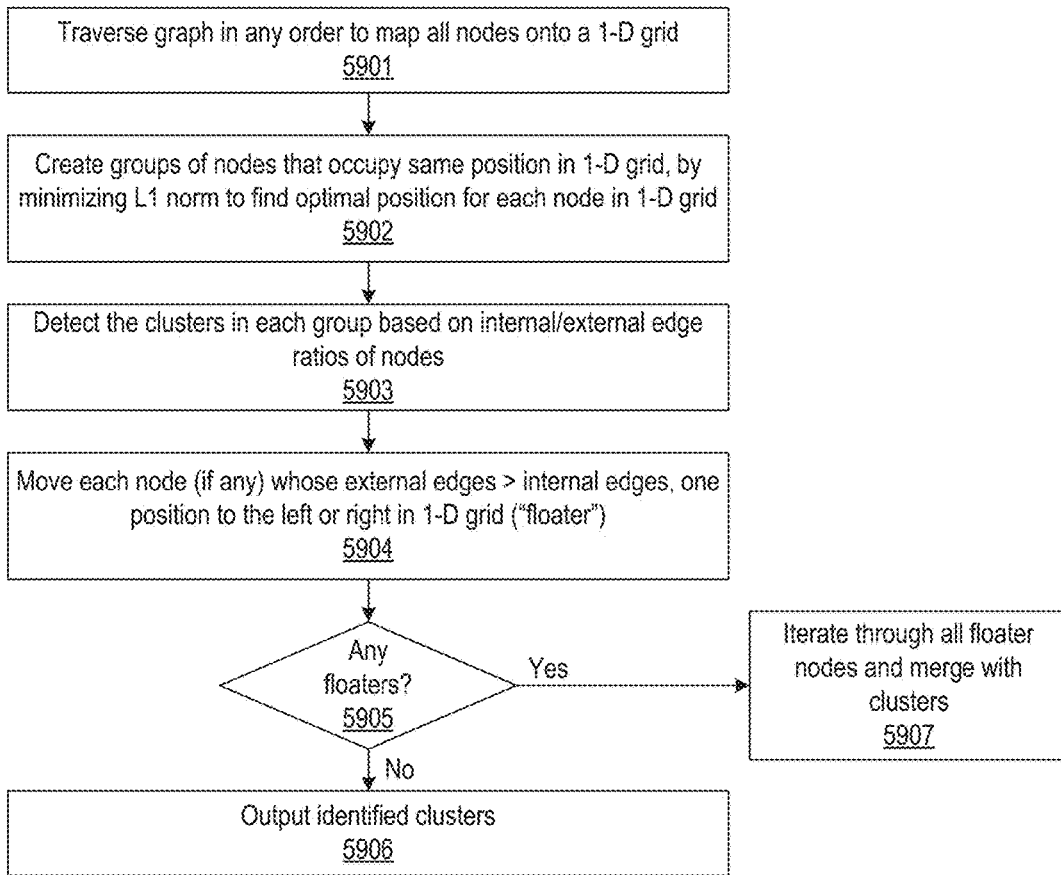 Traverse graph in any order to map all nodes onto a 1-D grid
5901
Create groups of nodes that occupy same position in 1-D grid, by
minimizing L1 norm to find optimal position for each node in 1-D grid
5902
Detect the clusters in each group based on internal/external edge
ratios of nodes
5903
Move each node (if any) whose external edges > internal edges, one
position to the left or right in 1-D grid ("floater")
5904
Any
floaters?
5905
Yes
Iterate through all floater
nodes and merge with
clusters
5907
No
Output identified clusters
5906